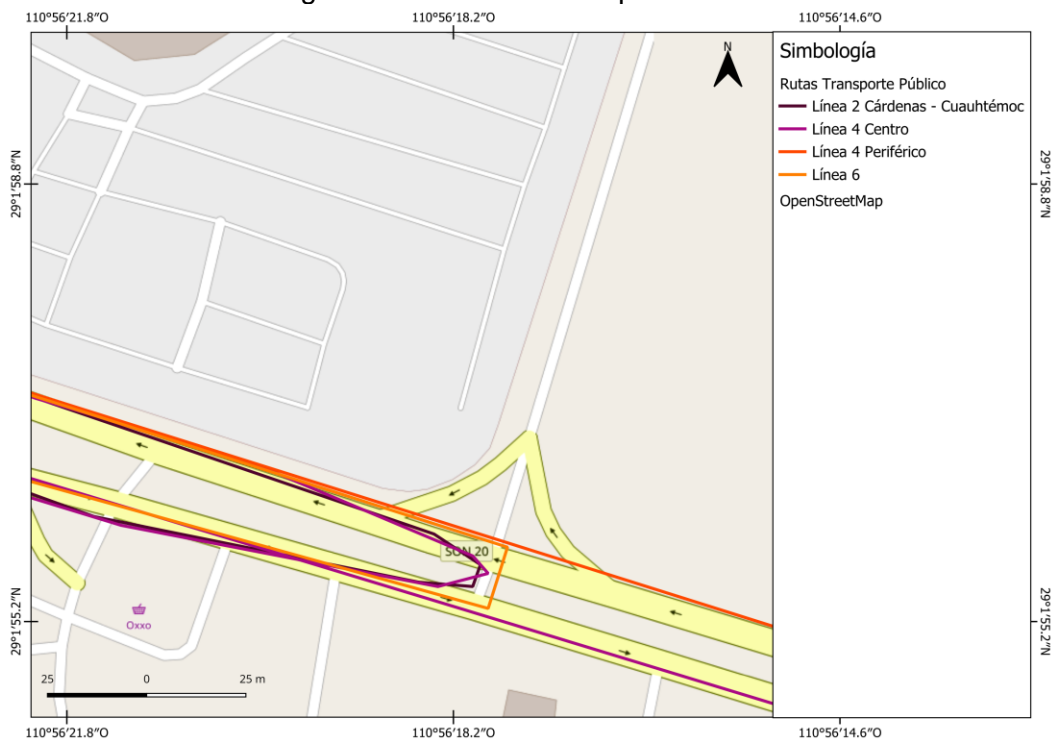 110°56′21.8″O
110°56′18.2″O
110°56′14.6″O
N
Simbología
Rutas Transporte Público
Línea 2 Cárdenas - Cuauhtémoc
Línea 4 Centro
Línea 4 Periférico
Línea 6
OpenStreetMap
29°1′58.8″N
29°1′58.8″N
SON 20
Oxxo
29°1′55.2″N
29°1′55.2″N
25
0
25 m
110°56′21.8″O
110°56′18.2″O
110°56′14.6″O